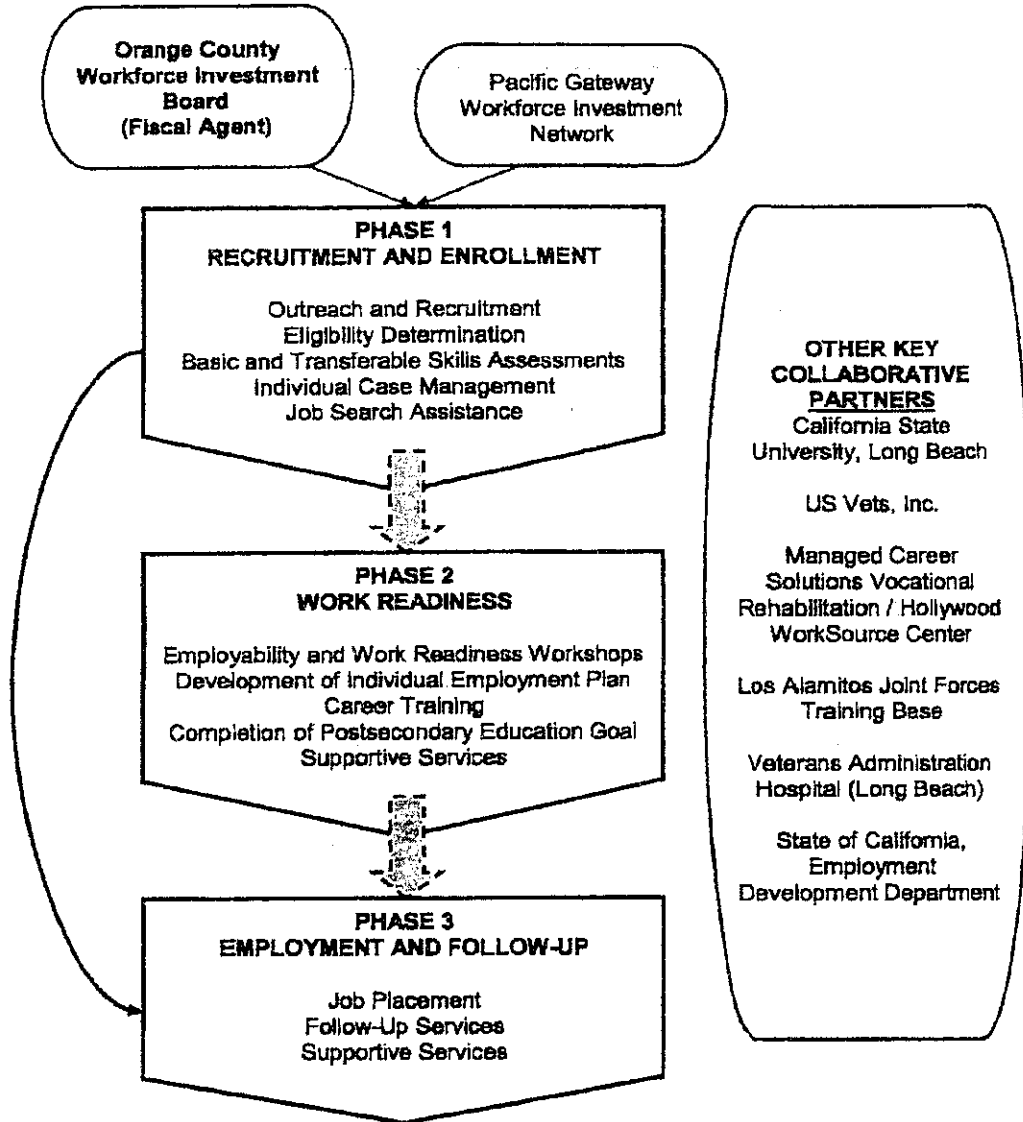 Orange County
Workforce Investment
Board
(Fiscal Agent)
Pacific Gateway
Workforce Investment
Network
PHASE 1
RECRUITMENT AND ENROLLMENT
Outreach and Recruitment
Eligibility Determination
Basic and Transferable Skills Assessments
Individual Case Management
Job Search Assistance
PHASE 2
WORK READINESS
Employability and Work Readiness Workshops
Development of Individual Employment Plan
Career Training
Completion of Postsecondary Education Goal
Supportive Services
PHASE 3
EMPLOYMENT AND FOLLOW-UP
Job Placement
Follow-Up Services
Supportive Services
OTHER KEY
COLLABORATIVE
PARTNERS
California State
University, Long Beach
US Vets, Inc.
Managed Career
Solutions Vocational
Rehabilitation / Hollywood
WorkSource Center
Los Alamitos Joint Forces
Training Base
Veterans Administration
Hospital (Long Beach)
State of California,
Employment
Development Department